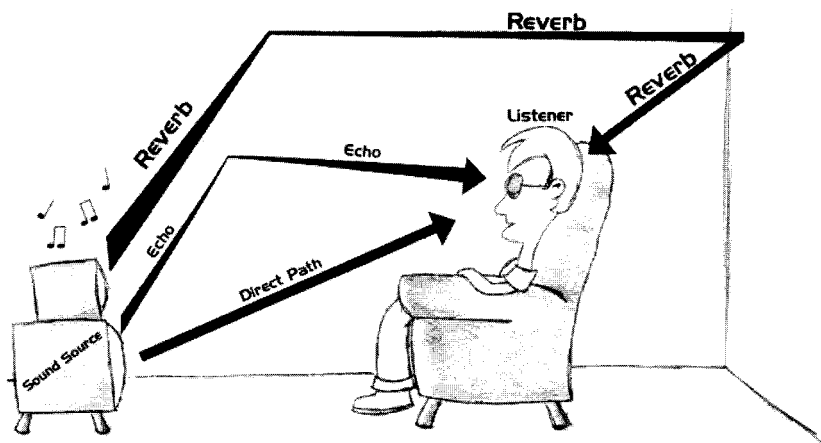 Reverb
Reverb
Listener
Reverb
Echo
Echo
Direct Path
Sound Source